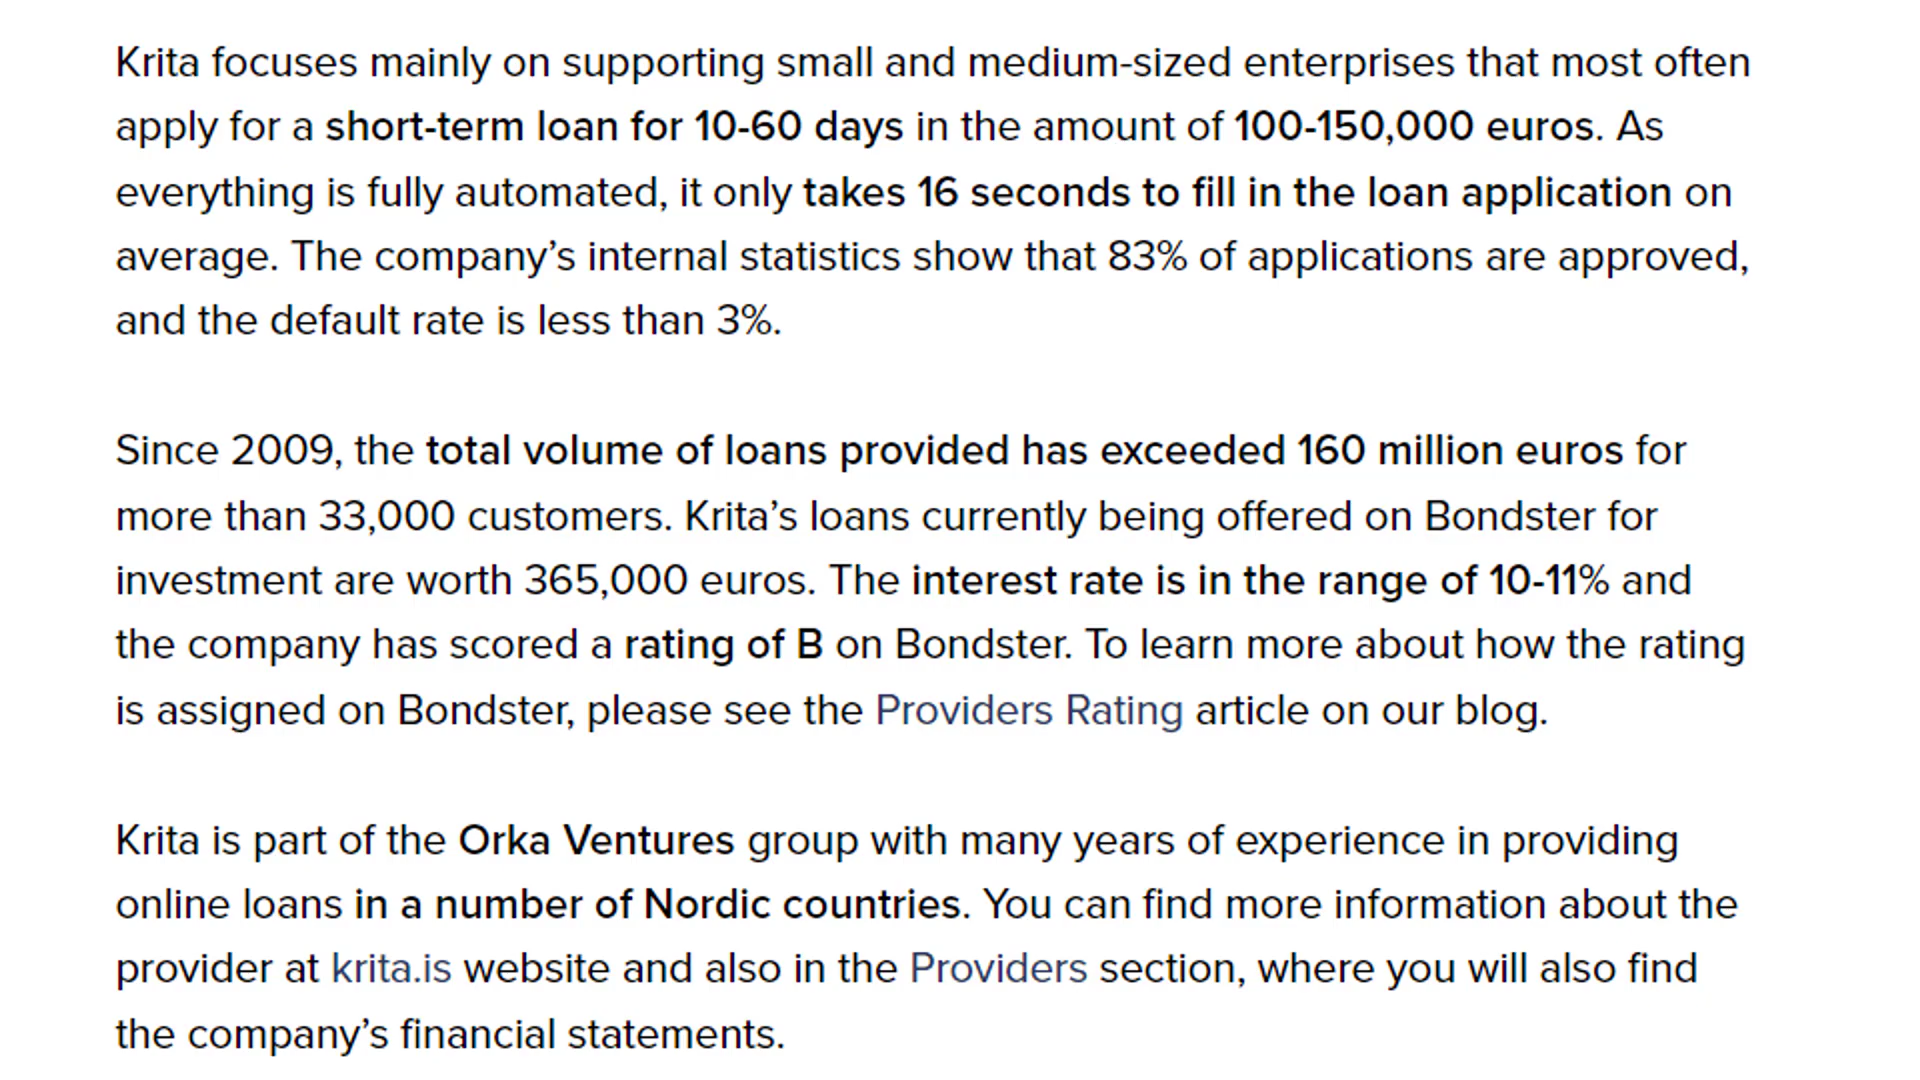 Krita focuses mainly on supporting small and medium-sized enterprises that most often
apply for a short-term loan for 10-60 days in the amount of 100-150,000 euros. As
everything is fully automated, it only takes 16 seconds to fill in the loan application on
average. The company’s internal statistics show that 83% of applications are approved,
and the default rate is less than 3%.
Since 2009, the total volume of loans provided has exceeded 160 million euros for
more than 33,000 customers. Krita’s loans currently being offered on Bondster for
investment are worth 365,000 euros. The interest rate is in the range of 10-11% and
the company has scored a rating of B on Bondster. To learn more about how the rating
is assigned on Bondster, please see the Providers Rating article on our blog.
Krita is part of the Orka Ventures group with many years of experience in providing
online loans in a number of Nordic countries. You can find more information about the
provider at krita.is website and also in the Providers section, where you will also find
the company’s financial statements.